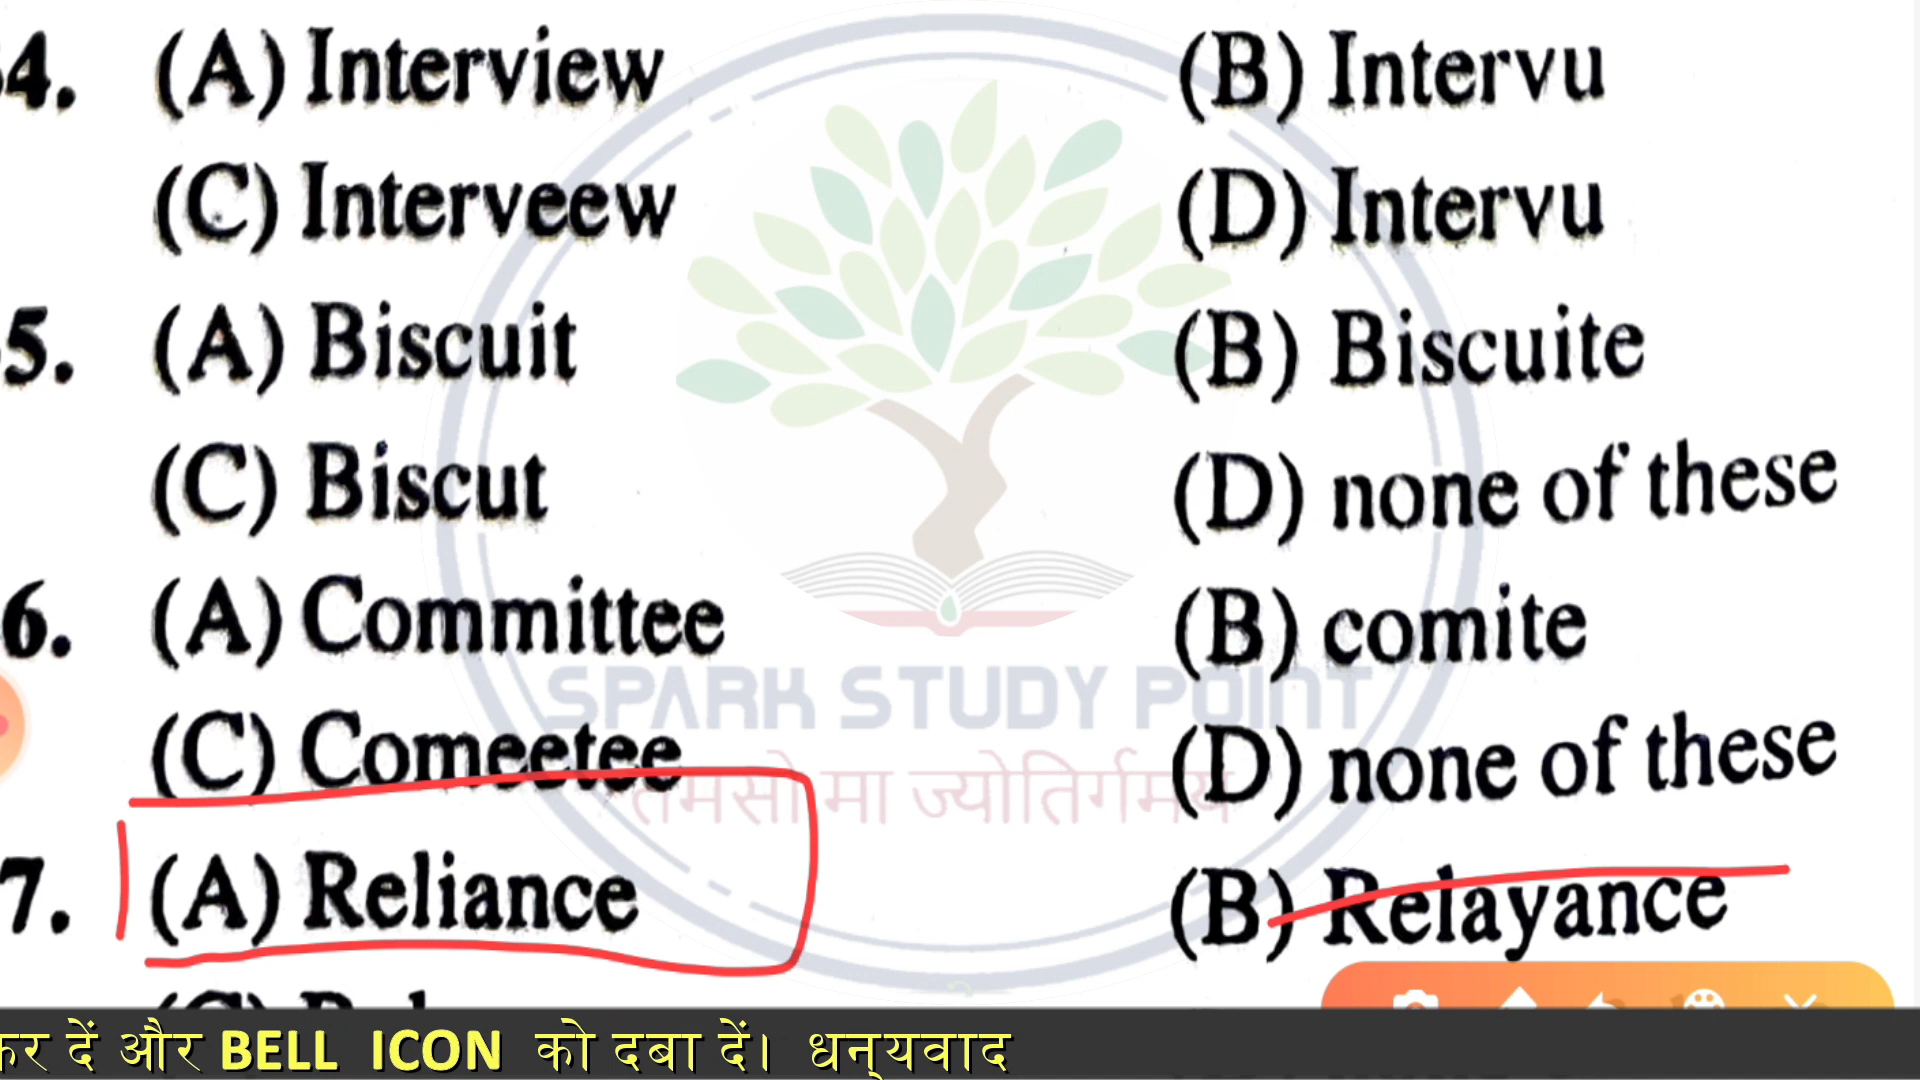 4. (A) Interview (B) Intervu
(C) Interveew (D) Intervu
5. (A) Biscuit (B) Biscuite
(C) Biscut (D) none of these
6. (A) Committee (B) comite
(C) Comeetee (D) none of these
7. (A) Reliance (B) Relayance
SPARK STUDY POINT
तमसो मा ज्योतिर्गमय
कर दें और BELL ICON को दबा दें। धन्यवाद